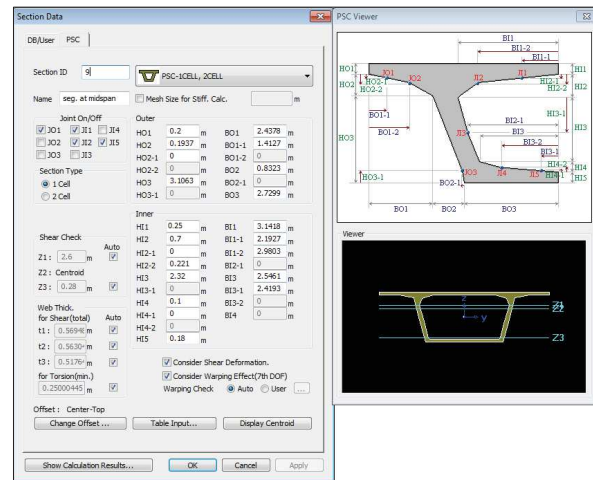 Section Data
DB/User PSC
Section ID 9
PSC-1CELL, 2CELL
Name seg. at midspan
Mesh Size for Stiff. Calc. m
Joint On/Off
JO1 JI1 JI4
JO2 JI2 JI5
JO3 JI3
Section Type
1 Cell
2 Cell
Outer
HO1 0.2 m BO1 2.4378 m
HO2 0.1937 m BO1-1 1.4127 m
HO2-1 0 m BO1-2 0 m
HO2-2 0 m BO2 0.8323 m
HO3 3.1063 m BO2-1 0 m
HO3-1 0 m BO3 2.7299 m
Inner
HI1 0.25 m BI1 3.1418 m
HI2 0.7 m BI1-1 2.1927 m
HI2-1 0 m BI1-2 2.9803 m
HI2-2 0.221 m BI2-1 0 m
HI3 2.32 m BI3 2.5461 m
HI3-1 0 m BI3-1 2.4193 m
HI4 0.1 m BI3-2 0 m
HI4-1 0 m BI4 0 m
HI4-2 0 m
HI5 0.18 m
Shear Check
Auto
Z1 : 2.6 m
Z2 : Centroid
Z3 : 0.28 m
Web Thick.
for Shear(total) Auto
t1 : m
t2 : m
t3 : m
for Torsion(min.)
0.25000445 m
Consider Shear Deformation.
Consider Warping Effect(7th DOF)
Warping Check Auto User ...
Offset : Center-Top
Change Offset ... Table Input... Display Centroid
Show Calculation Results... OK Cancel Apply
PSC Viewer
BI1
BI1-2
BI1-1
HO1 JO1 JI1 HI1
HO2-1 JO2 JI2 HI2-1 HI2
HO2 HO2-2 HI2-2
BO1-1
BO1-2
HI3-1
BI2-1 HI3
HO3 JI3 BI3
BI3-2
BI3-1
JO3 JI4 JI5 HI4-1 HI4
HO3-1 BO2-1 HI5
BO1 BO2 BO3
Viewer
z
y
Z1
Z2
Z3